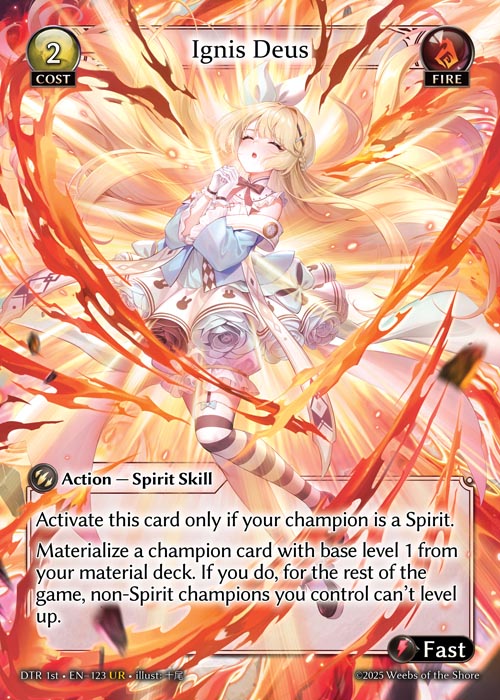 2
COST
Ignis Deus
FIRE
Action — Spirit Skill
Activate this card only if your champion is a Spirit.
Materialize a champion card with base level 1 from
your material deck. If you do, for the rest of the
game, non-Spirit champions you control can't level
up.
Fast
DTR 1st • EN–123 UR • illust: 十尾
©2025 Weebs of the Shore